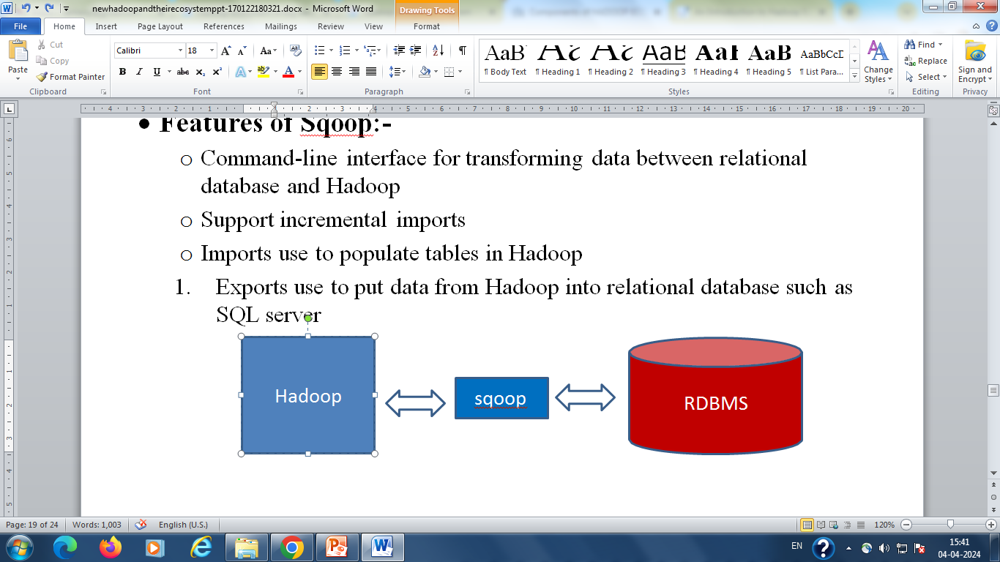 newhadoopandtheirecosystemppt-170122180321.docx - Microsoft Word
Drawing Tools
File Home Insert Page Layout References Mailings Review View Format
Paste
Cut
Copy
Format Painter
Clipboard
Calibri 18
Font
Paragraph
AaB AaB AaBbCcD
¶ Body Text ¶ Heading 1 ¶ Heading 2 ¶ Heading 3 ¶ Heading 4 ¶ Heading 5 ¶ List Para...
Change Styles
Styles
Find
Replace
Select
Editing
Sign and Encrypt
Privacy
• Features of Sqoop:-
o Command-line interface for transforming data between relational
database and Hadoop
o Support incremental imports
o Imports use to populate tables in Hadoop
1. Exports use to put data from Hadoop into relational database such as
SQL server
Hadoop
sqoop
RDBMS
Page: 19 of 24 Words: 1,003 English (U.S.) 120%
EN
15:41
04-04-2024